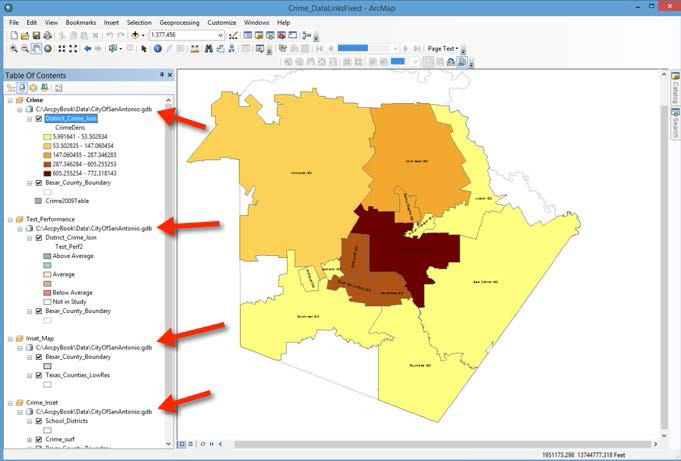 Crime_DataLinksFixed - ArcMap
File Edit View Bookmarks Insert Selection Geoprocessing Customize Windows Help
1:377,456
Page Text
Table Of Contents
Crime
C:\ArcpyBook\Data\CityOfSanAntonio.gdb
District_Crime_Join
CrimeDens
5.991641 - 53.502834
53.502835 - 147.060454
147.060455 - 287.346283
287.346284 - 605.255253
605.255254 - 772.318143
Bexar_County_Boundary
Crime2009Table
Test_Performance
C:\ArcpyBook\Data\CityOfSanAntonio.gdb
District_Crime_Join
Test_Perf2
Above Average
Average
Below Average
Not in Study
Bexar_County_Boundary
Inset_Map
C:\ArcpyBook\Data\CityOfSanAntonio.gdb
Bexar_County_Boundary
Texas_Counties_LowRes
Crime_Inset
C:\ArcpyBook\Data\CityOfSanAntonio.gdb
School_Districts
Crime_surf
Bexar_County_Boundary
Catalog
Search
1951173.298 13744777.318 Feet